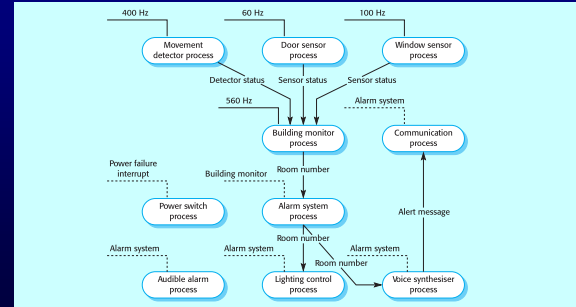 400 Hz
60 Hz
100 Hz
Movement
detector process
Door sensor
process
Window sensor
process
Detector status
Sensor status
Sensor status
560 Hz
Alarm system
Building monitor
process
Communication
process
Power failure
interrupt
Building monitor
Room number
Power switch
process
Alarm system
process
Alert message
Room number
Alarm system
Alarm system
Alarm system
Room number
Audible alarm
process
Lighting control
process
Voice synthesiser
process